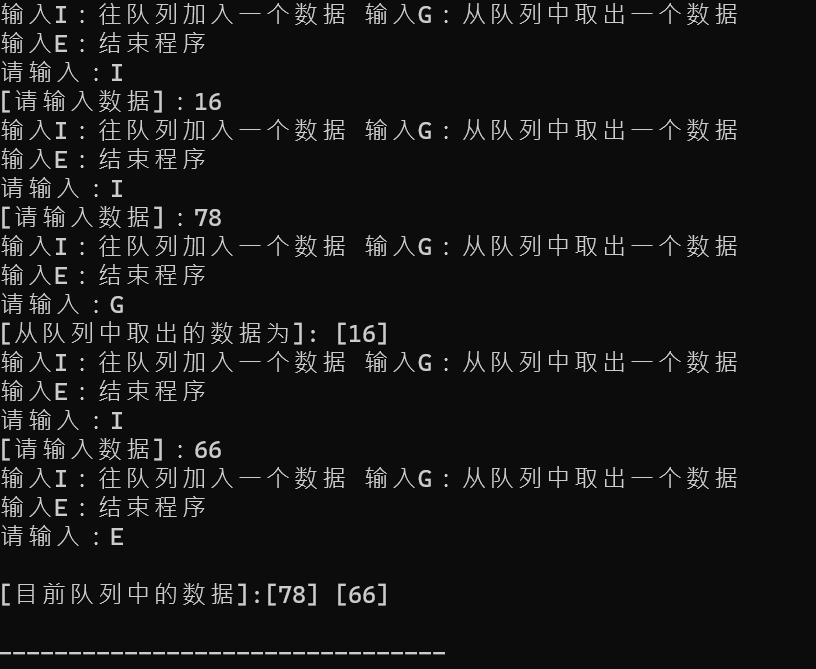 输入I：往队列加入一个数据 输入G：从队列中取出一个数据
输入E：结束程序
请输入：I
[请输入数据]：16
输入I：往队列加入一个数据 输入G：从队列中取出一个数据
输入E：结束程序
请输入：I
[请输入数据]：78
输入I：往队列加入一个数据 输入G：从队列中取出一个数据
输入E：结束程序
请输入：G
[从队列中取出的数据为]: [16]
输入I：往队列加入一个数据 输入G：从队列中取出一个数据
输入E：结束程序
请输入：I
[请输入数据]：66
输入I：往队列加入一个数据 输入G：从队列中取出一个数据
输入E：结束程序
请输入：E
[目前队列中的数据]:[78] [66]
--------------------------------